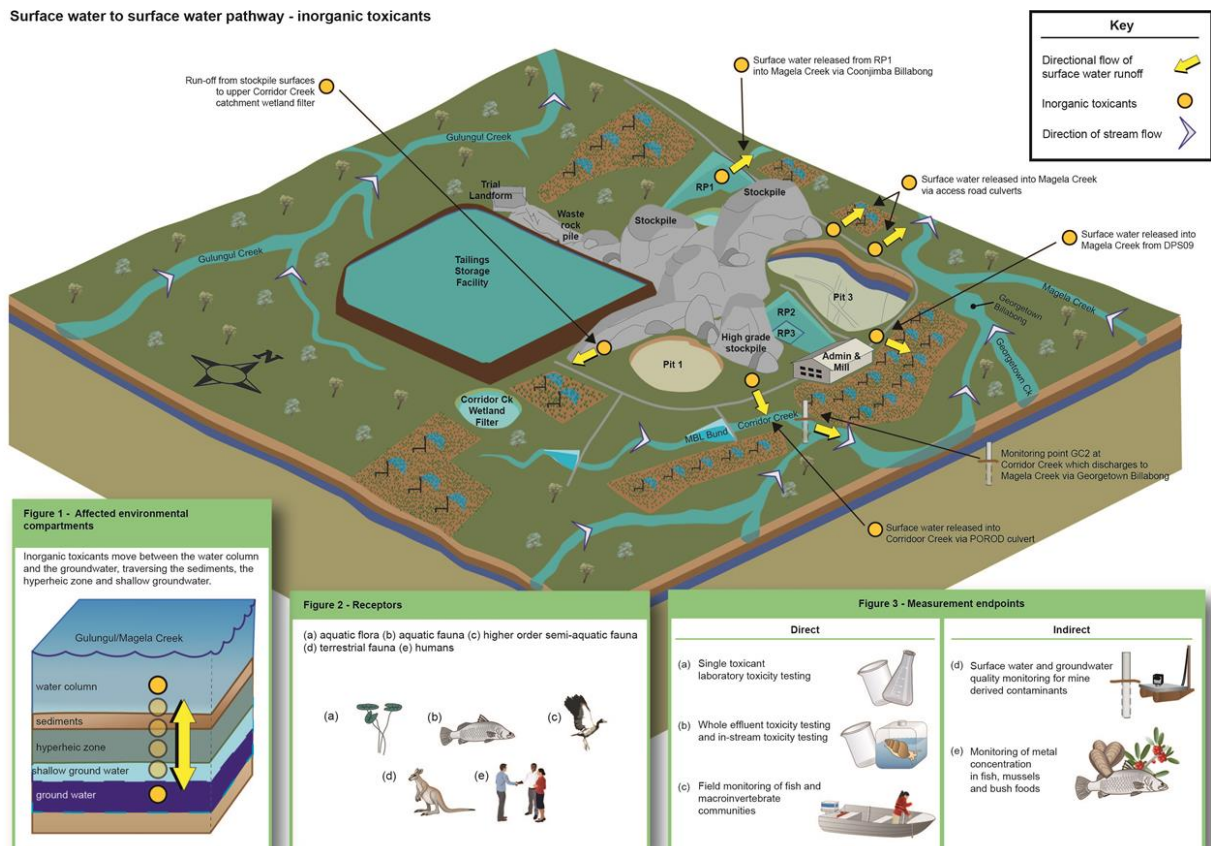 Surface water to surface water pathway - inorganic toxicants
Key
Directional flow of
surface water runoff
Inorganic toxicants
Direction of stream flow
Run-off from stockpile surfaces
to upper Corridor Creek
catchment wetland filter
Surface water released from RP1
into Magela Creek via Coonjimba Billabong
Surface water released into Magela Creek
via access road culverts
Surface water released into
Magela Creek from DPS09
Gulungul Creek
Gulungul Creek
Trial
Landform
Waste
rock
pile
Stockpile
RP1
Stockpile
Tailings
Storage
Facility
Pit 3
RP2
RP3
High grade
stockpile
Admin &
Mill
Pit 1
Georgetown
Billabong
Magela Creek
Georgetown Ck
N
Corridor Ck
Wetland
Filter
MBL Bund
Corridor Creek
Monitoring point GC2 at
Corridor Creek which discharges to
Magela Creek via Georgetown Billabong
Surface water released into
Corridoor Creek via POROD culvert
Figure 1 - Affected environmental
compartments
Inorganic toxicants move between the water column
and the groundwater, traversing the sediments, the
hyperheic zone and shallow groundwater.
Gulungul/Magela Creek
water column
sediments
hyperheic zone
shallow ground water
ground water
Figure 2 - Receptors
(a) aquatic flora (b) aquatic fauna (c) higher order semi-aquatic fauna
(d) terrestrial fauna (e) humans
(a)
(b)
(c)
(d)
(e)
Figure 3 - Measurement endpoints
Direct
(a) Single toxicant
laboratory toxicity testing
(b) Whole effluent toxicity testing
and in-stream toxicity testing
(c) Field monitoring of fish and
macroinvertebrate
communities
Indirect
(d) Surface water and groundwater
quality monitoring for mine
derived contaminants
(e) Monitoring of metal
concentration
in fish, mussels
and bush foods